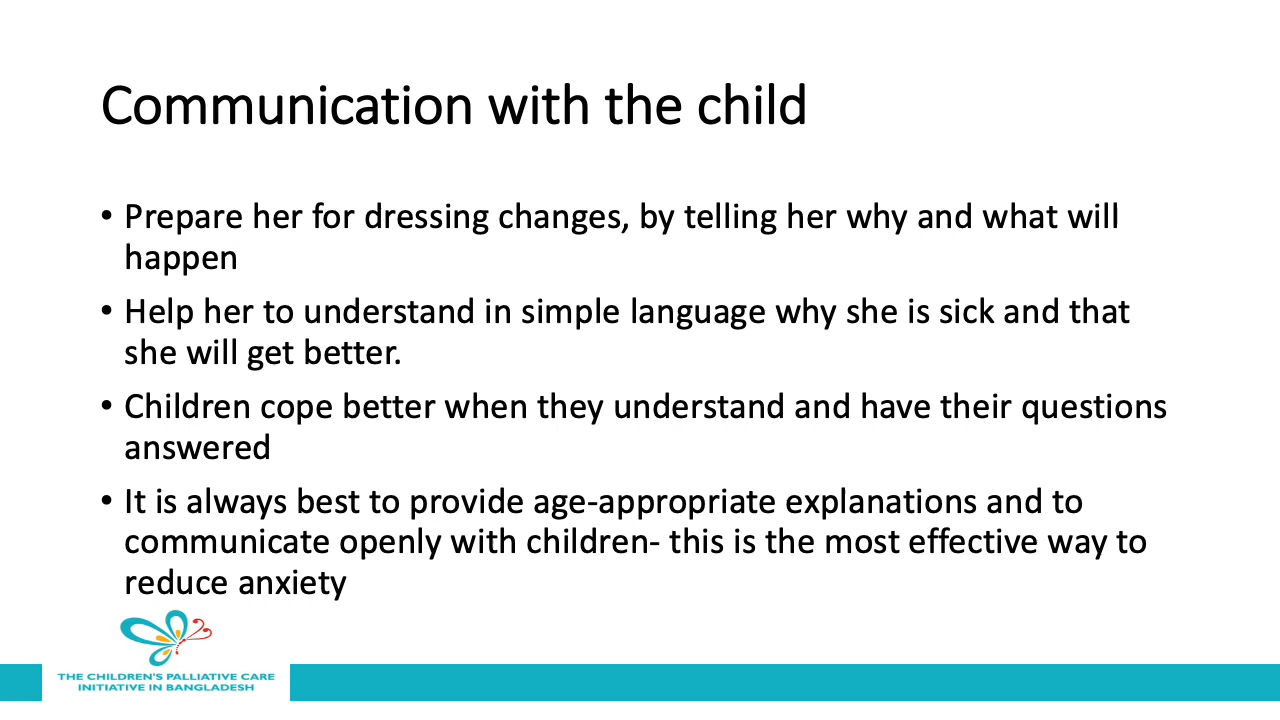 Communication with the child
• Prepare her for dressing changes, by telling her why and what will
happen
• Help her to understand in simple language why she is sick and that
she will get better.
• Children cope better when they understand and have their questions
answered
• It is always best to provide age-appropriate explanations and to
communicate openly with children- this is the most effective way to
reduce anxiety
THE CHILDREN'S PALLIATIVE CARE
INITIATIVE IN BANGLADESH